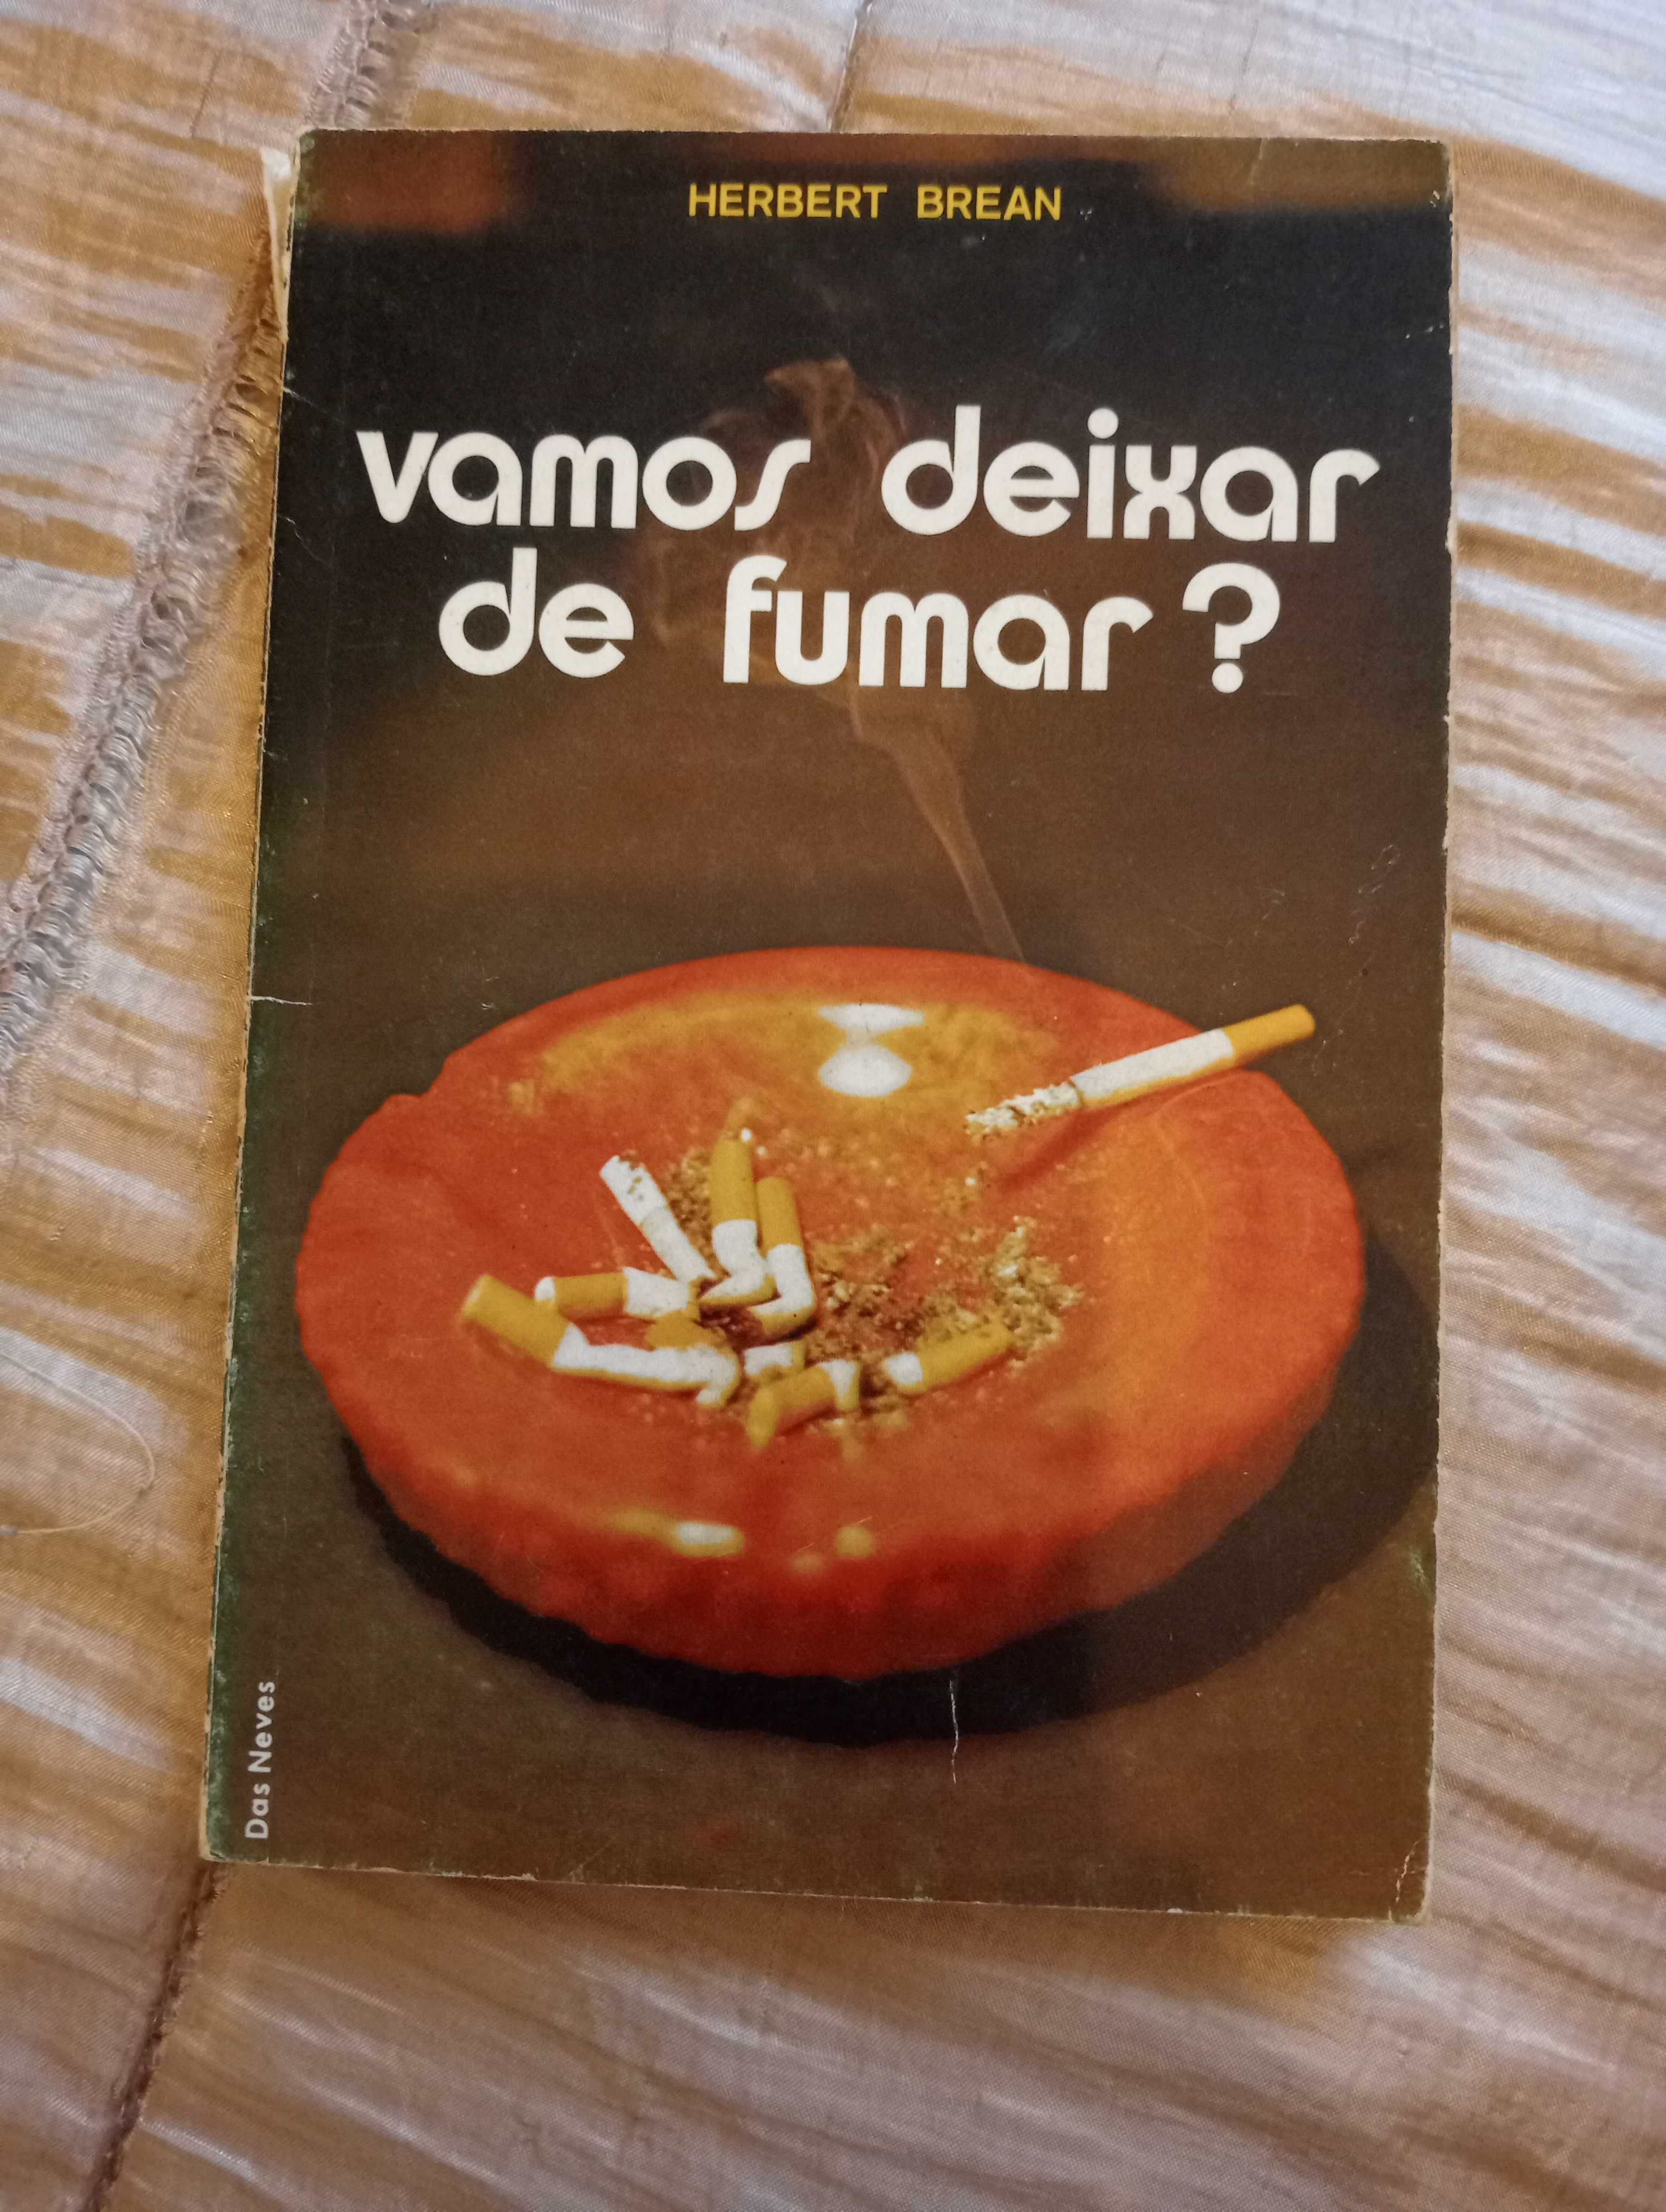 HERBERT BREAN
vamos deixar
de fumar ?
Das Neves